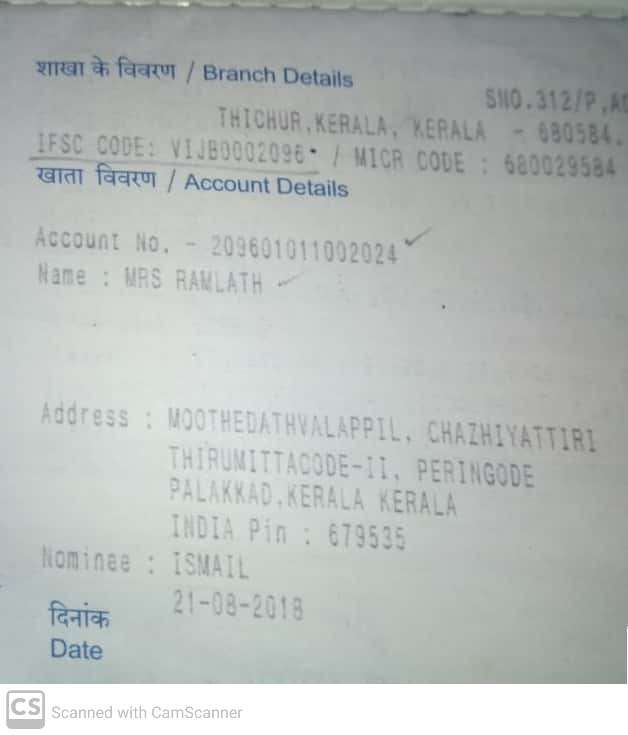 शाखा के विवरण / Branch Details
SNO.312/P,AD
THICHUR,KERALA, KERALA - 680584.
IFSC CODE: VIJB0002096 / MICR CODE : 680029584
खाता विवरण / Account Details
Account No. - 209601011002024
Name : MRS RAMLATH
Address : MOOTHEDATHVALAPPIL, CHAZHIYATTIRI
THIRUMITTACODE-II, PERINGODE
PALAKKAD,KERALA KERALA
INDIA Pin : 679535
Nominee : ISMAIL
दिनांक 21-08-2018
Date
CS Scanned with CamScanner